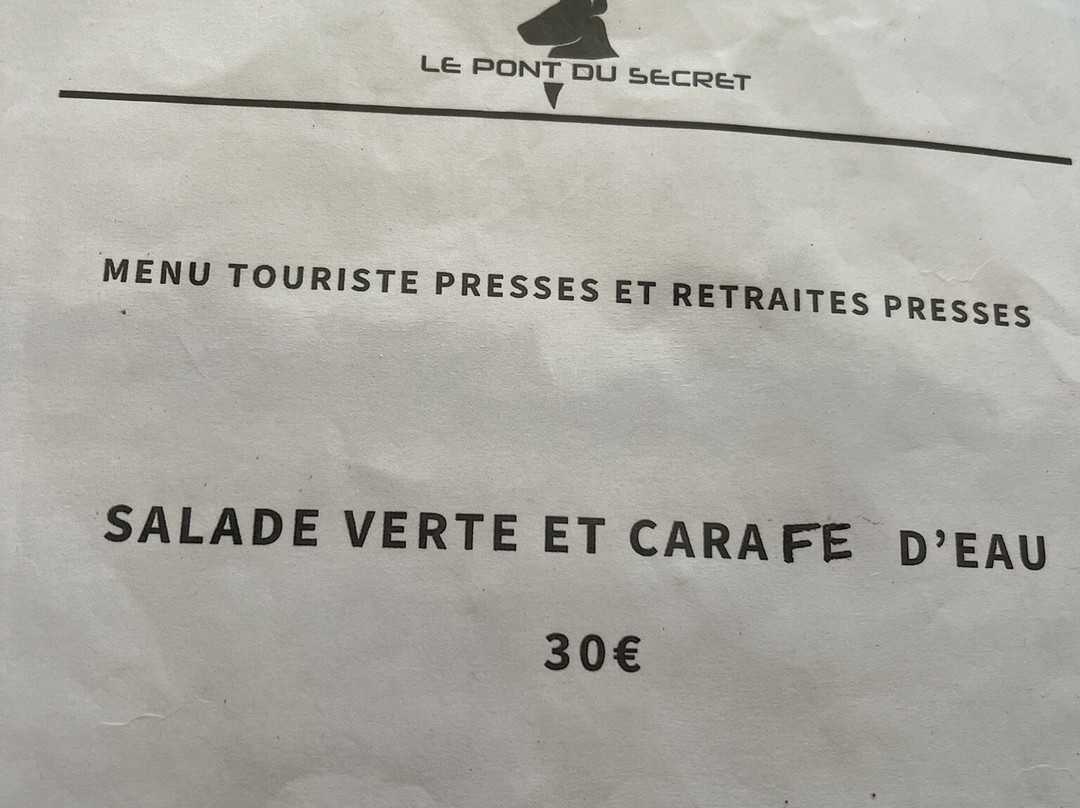 LE PONT DU SECRET
MENU TOURISTE PRESSES ET RETRAITES PRESSES
SALADE VERTE ET CARAFE D’EAU
30€